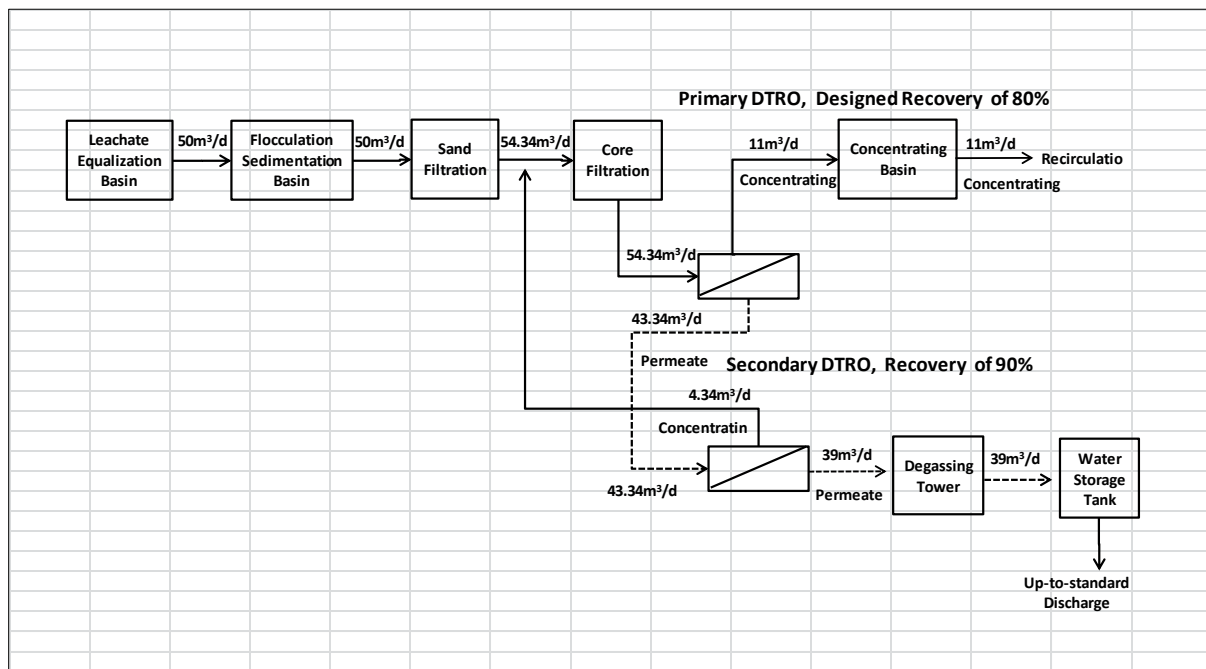 Primary DTRO, Designed Recovery of 80%
Leachate
Equalization
Basin
50m³/d
Flocculation
Sedimentation
Basin
50m³/d
Sand
Filtration
54.34m³/d
Core
Filtration
11m³/d
Concentrating
Concentrating
Basin
11m³/d
Concentrating
Recirculatio
54.34m³/d
43.34m³/d
Permeate
Secondary DTRO, Recovery of 90%
4.34m³/d
Concentratin
43.34m³/d
39m³/d
Permeate
Degassing
Tower
39m³/d
Water
Storage
Tank
Up-to-standard
Discharge